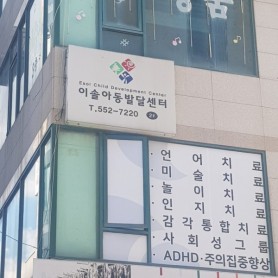 품
Esol Child Development Center
이솔아동발달센터
T.552-7220
· 언어치료
· 미술치료
· 놀이치료
· 인지치료
· 감각통합치료
· 사회성그룹
· ADHD·주의집중향상